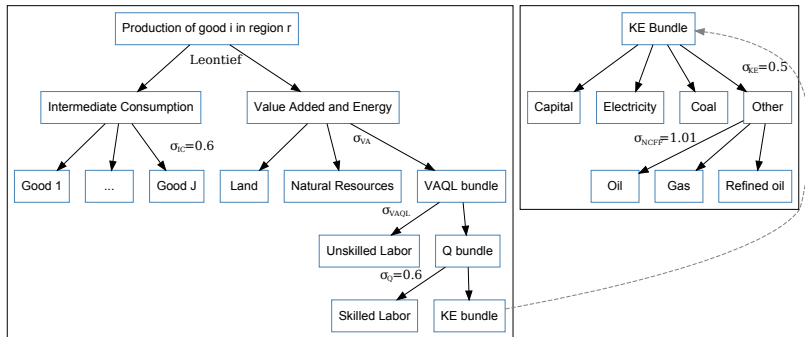 Production of good i in region r
Leontief
Intermediate Consumption
Value Added and Energy
σIC=0.6
σVA
Good 1
...
Good J
Land
Natural Resources
VAQL bundle
σVAQL
Unskilled Labor
Q bundle
σQ=0.6
Skilled Labor
KE bundle
KE Bundle
σKE=0.5
Capital
Electricity
Coal
Other
σNCFF=1.01
Oil
Gas
Refined oil